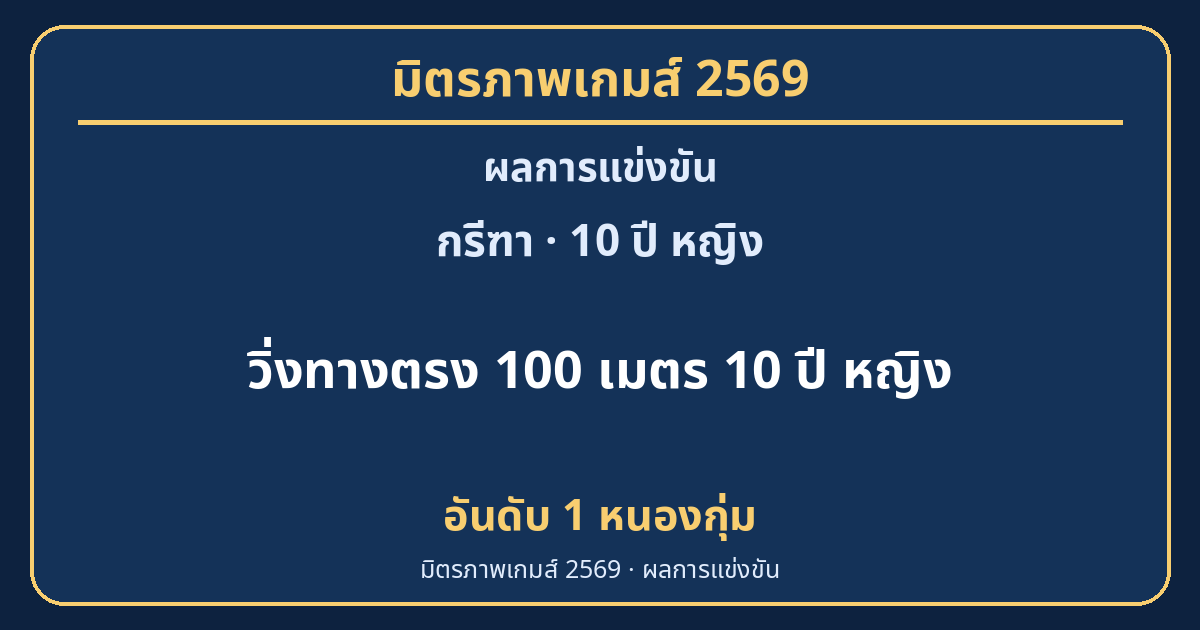 มิตรภาพเกมส์ 2569
ผลการแข่งขัน
กรีฑา · 10 ปี หญิง
วิ่งทางตรง 100 เมตร 10 ปี หญิง
อันดับ 1 หนองกุ่ม
มิตรภาพเกมส์ 2569 · ผลการแข่งขัน